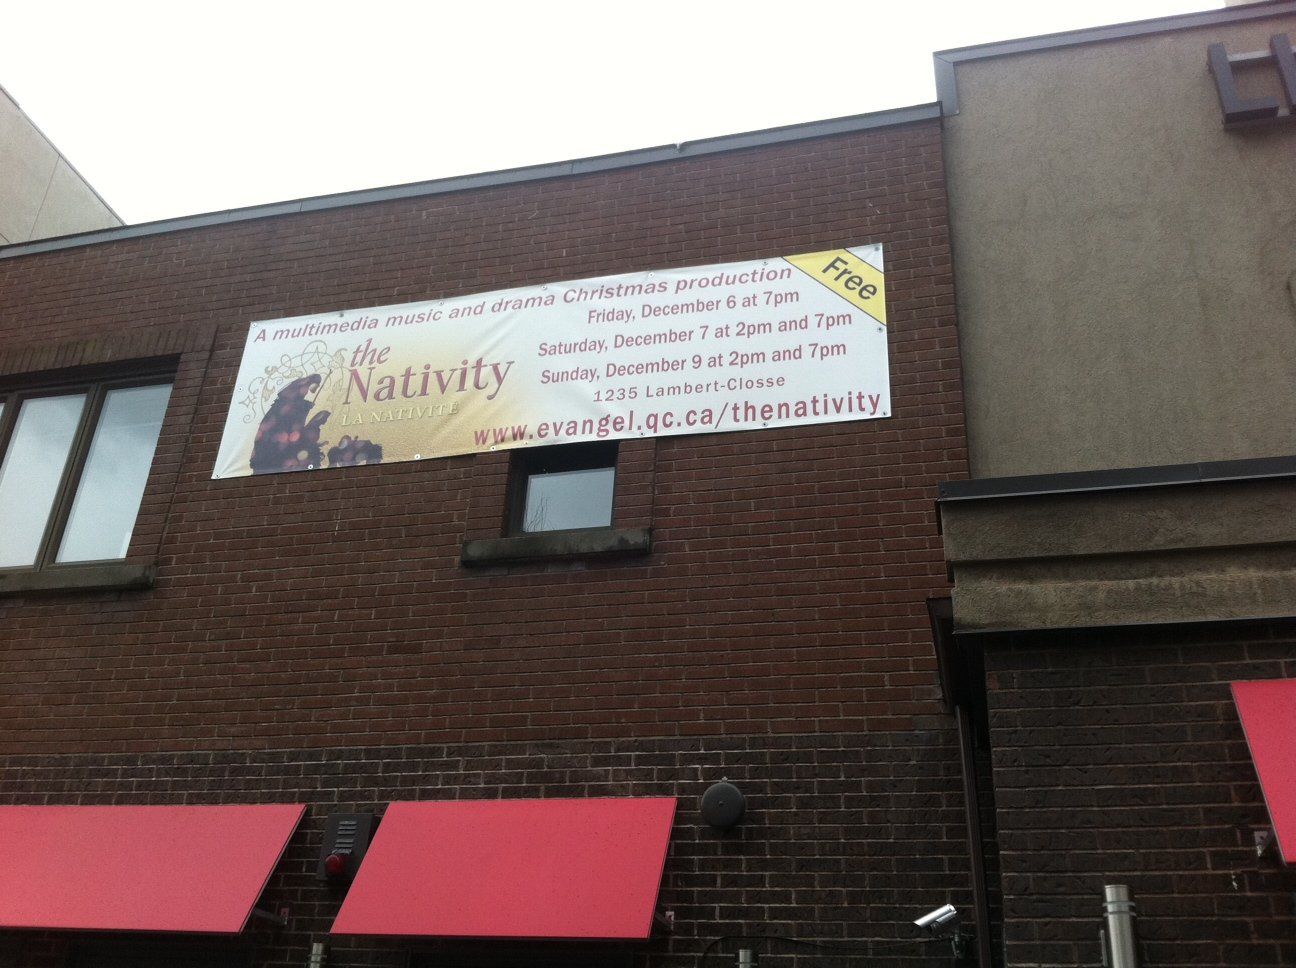 A multimedia music and drama Christmas production
Free
the
Nativity
LA NATIVITÉ
Friday, December 6 at 7pm
Saturday, December 7 at 2pm and 7pm
Sunday, December 9 at 2pm and 7pm
1235 Lambert-Closse
www.evangel.qc.ca/thenativity